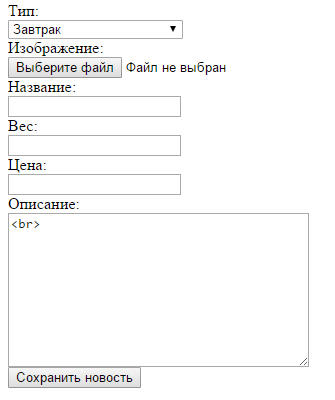 Тип:
Завтрак
Изображение:
Выберите файл Файл не выбран
Название:
Вес:
Цена:
Описание:
<br>
Сохранить новость